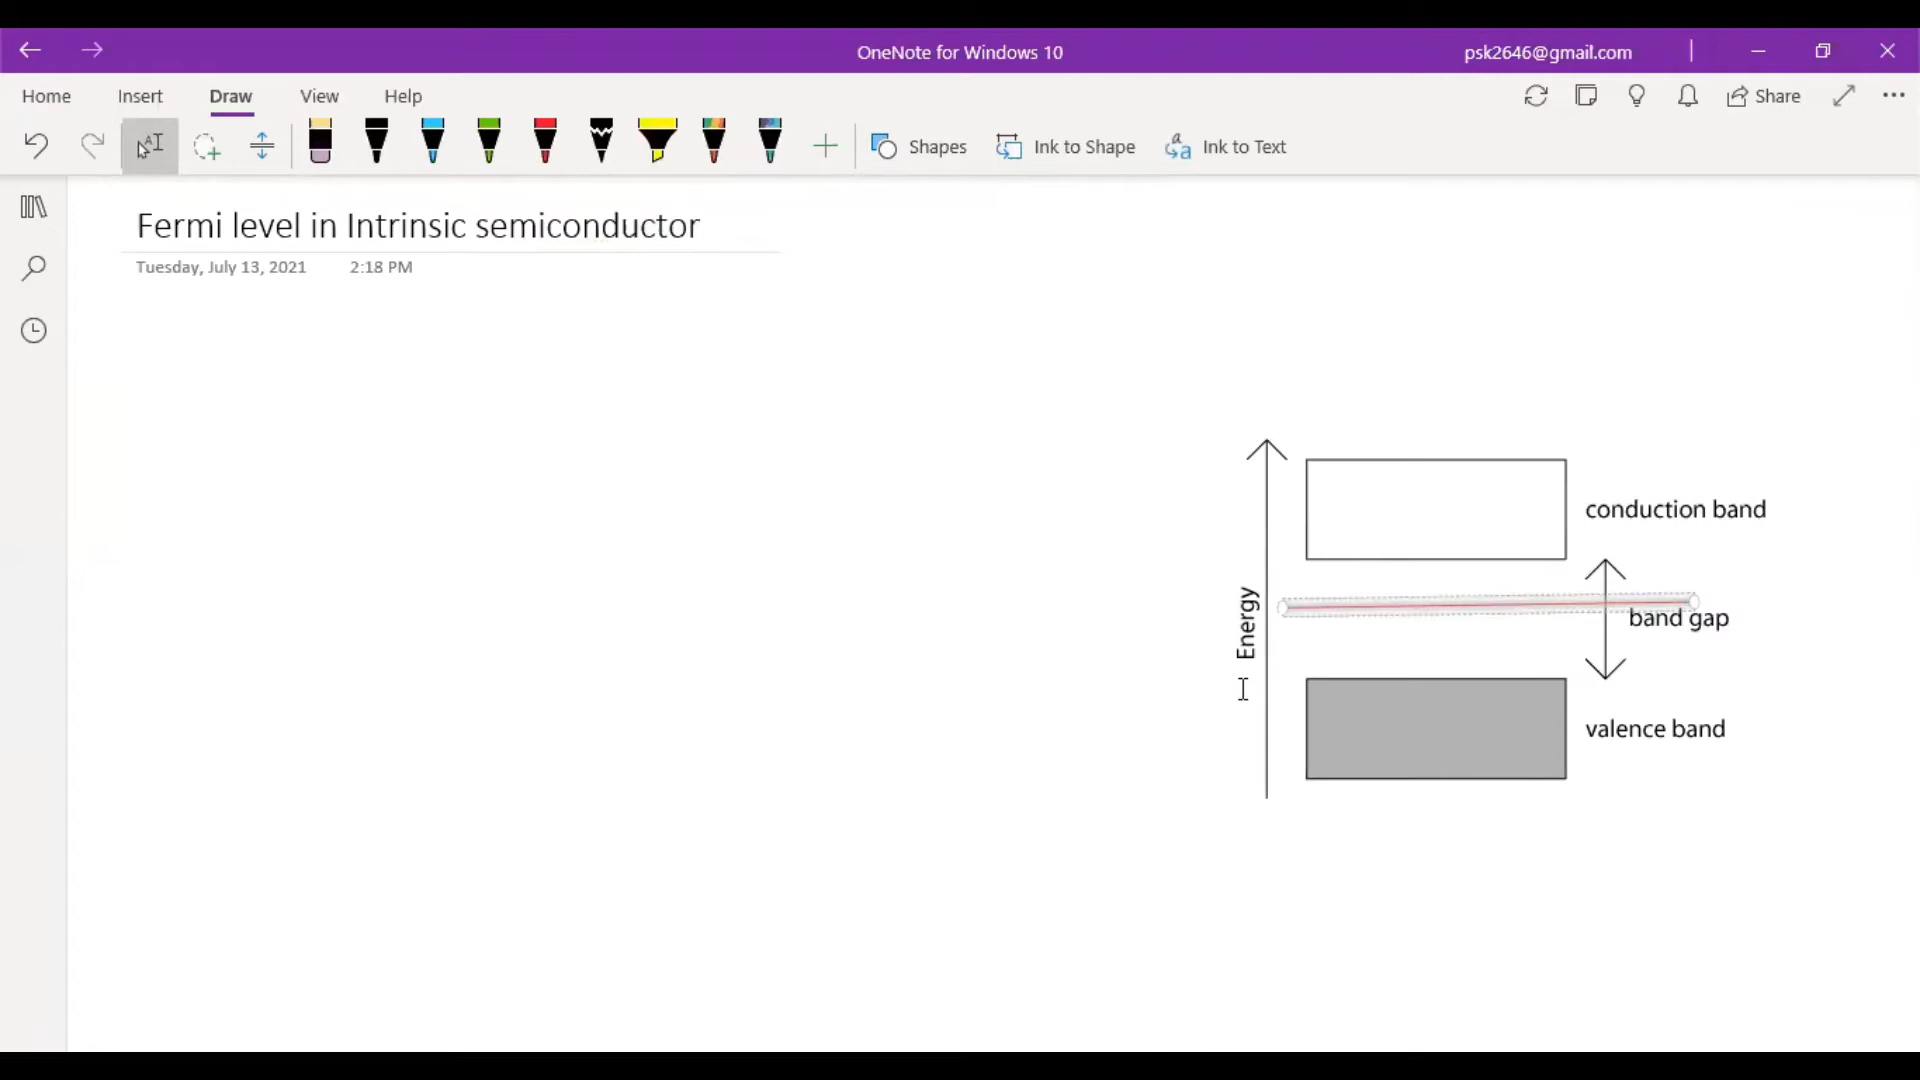 OneNote for Windows 10
psk2646@gmail.com
Home Insert Draw View Help
Share
Shapes Ink to Shape Ink to Text
Fermi level in Intrinsic semiconductor
Tuesday, July 13, 2021 2:18 PM
conduction band
Energy
band gap
valence band